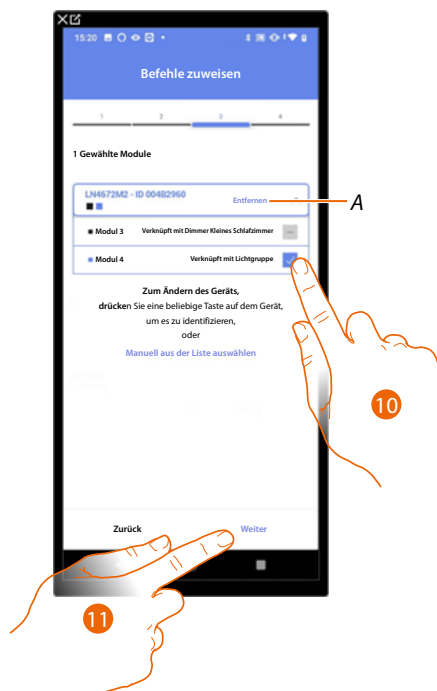 15:20
Befehle zuweisen
1 2 3 4
1 Gewählte Module
LN4672M2 - ID 00482960
Entfernen
A
Modul 3 Verknüpft mit Dimmer Kleines Schlafzimmer
Modul 4 Verknüpft mit Lichtgruppe
Zum Ändern des Geräts,
drücken Sie eine beliebige Taste auf dem Gerät,
um es zu identifizieren,
oder
Manuell aus der Liste auswählen
10
Zurück Weiter
11